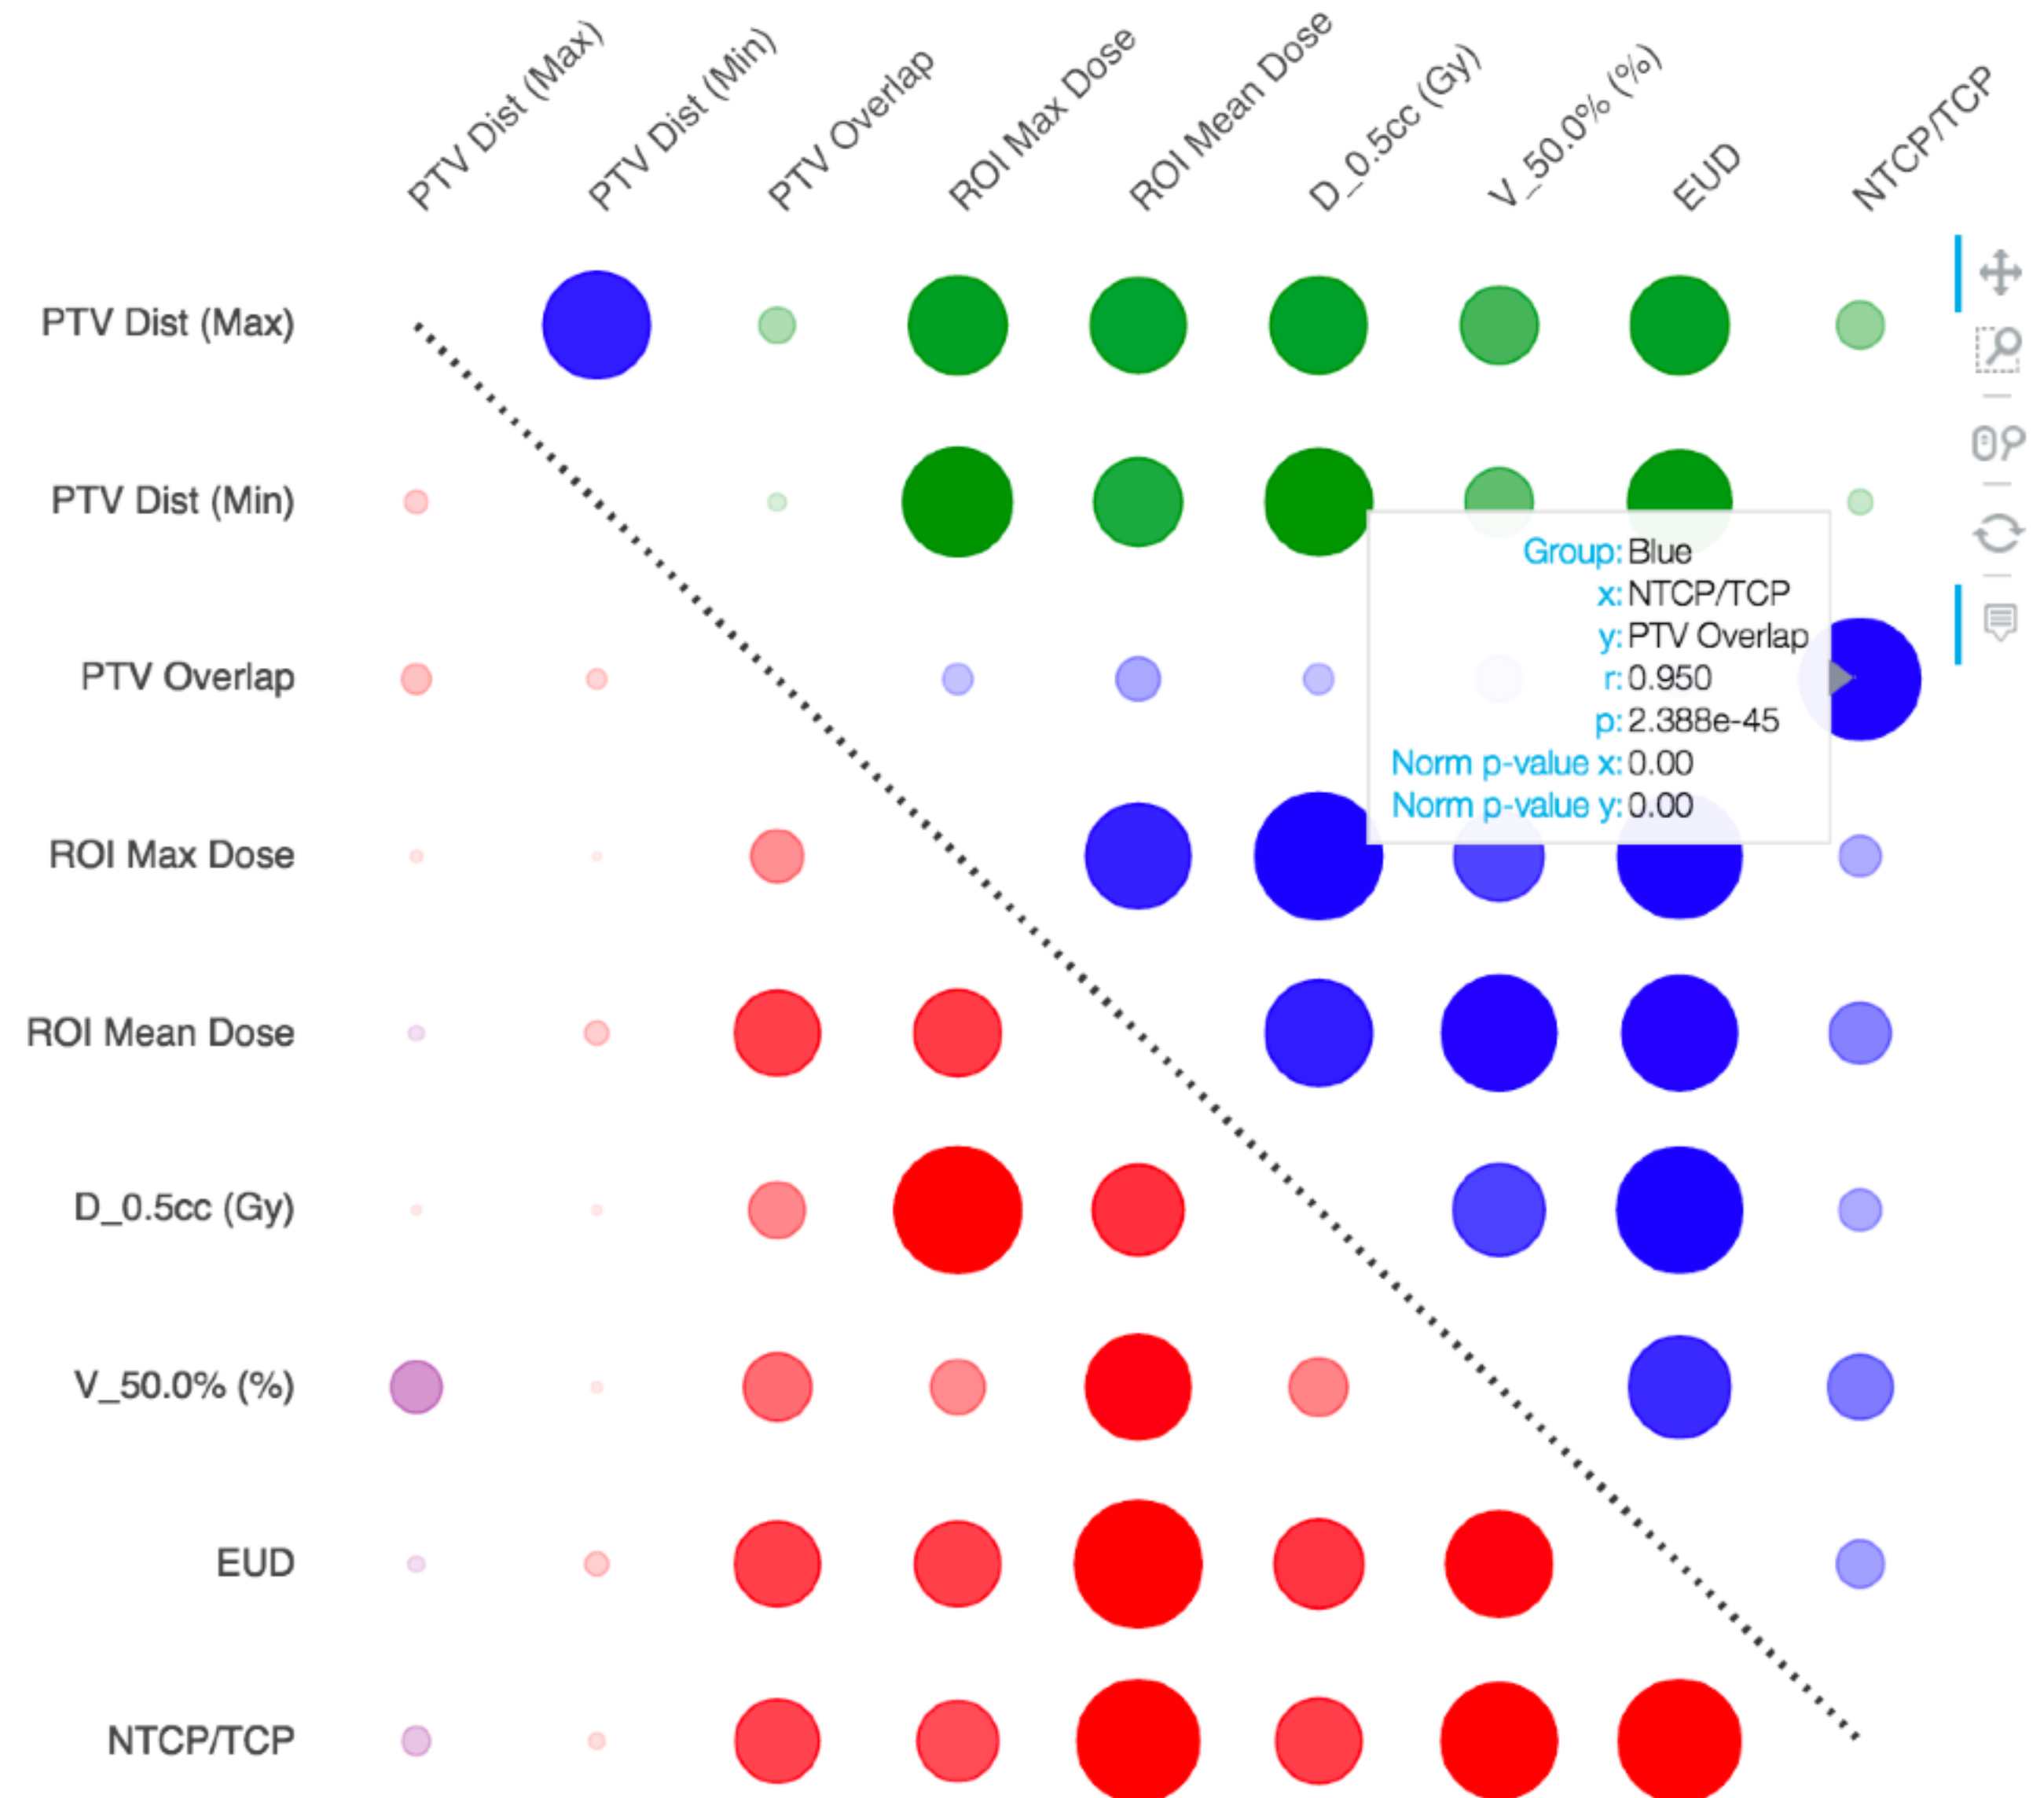 PTV Dist (Max)
PTV Dist (Min)
PTV Overlap
ROI Max Dose
ROI Mean Dose
D_0.5cc (Gy)
V_50.0% (%)
EUD
NTCP/TCP
PTV Dist (Max)
PTV Dist (Min)
Group: Blue
x: NTCP/TCP
y: PTV Overlap
PTV Overlap
r: 0.950
p: 2.388e-45
Norm p-value x: 0.00
Norm p-value y: 0.00
ROI Max Dose
ROI Mean Dose
D_0.5cc (Gy)
V_50.0% (%)
EUD
NTCP/TCP